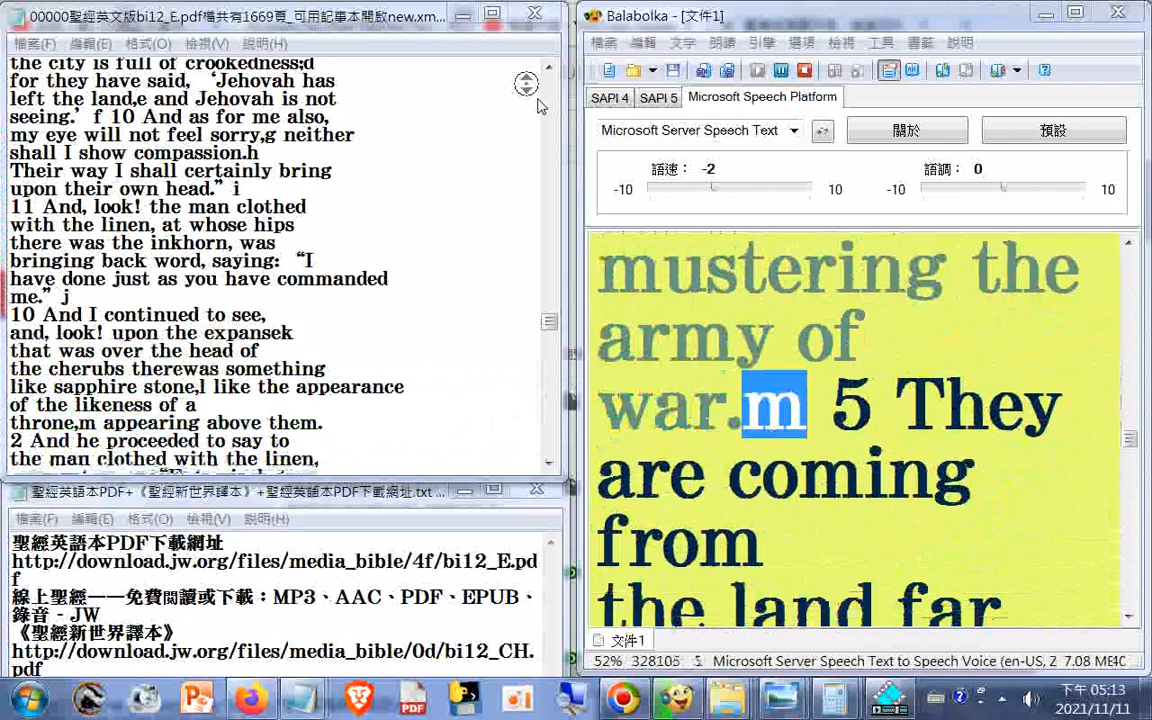 00000聖經英文版bi12_E.pdf檔共有1669頁_可用記事本開啟new.xm...
檔案(F) 編輯(E) 格式(O) 檢視(V) 說明(H)
the city is full of crookedness;d
for they have said, ‘Jehovah has
left the land,e and Jehovah is not
seeing.’ f 10 And as for me also,
my eye will not feel sorry,g neither
shall I show compassion.h
Their way I shall certainly bring
upon their own head.” i
11 And, look! the man clothed
with the linen, at whose hips
there was the inkhorn, was
bringing back word, saying: “I
have done just as you have commanded
me.” j
10 And I continued to see,
and, look! upon the expansek
that was over the head of
the cherubs therewas something
like sapphire stone,l like the appearance
of the likeness of a
throne,m appearing above them.
2 And he proceeded to say to
the man clothed with the linen,
聖經英語本PDF+《聖經新世界譯本》+聖經英語本PDF下載網址.txt ...
檔案(F) 編輯(E) 格式(O) 檢視(V) 說明(H)
聖經英語本PDF下載網址
http://download.jw.org/files/media_bible/4f/bi12_E.pd
f
線上聖經——免費閱讀或下載：MP3、AAC、PDF、EPUB、
錄音 - JW
《聖經新世界譯本》
http://download.jw.org/files/media_bible/0d/bi12_CH.
pdf
Balabolka - [文件1]
檔案 編輯 文字 朗讀 引擎 選項 檢視 工具 書籤 說明
SAPI 4 SAPI 5 Microsoft Speech Platform
Microsoft Server Speech Text 關於 預設
語速： -2 語調： 0
-10 10 -10 10
mustering the
army of
war.m 5 They
are coming
from
the land far
文件1
52% 328105 Microsoft Server Speech Text to Speech Voice (en-US, Z 7.08 ME
下午 05:13
2021/11/11